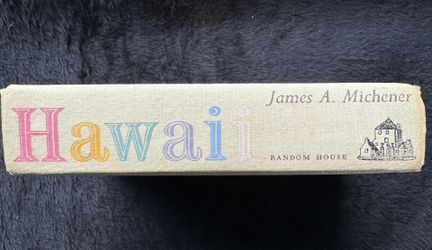 Hawaii
James A. Michener
RANDOM HOUSE